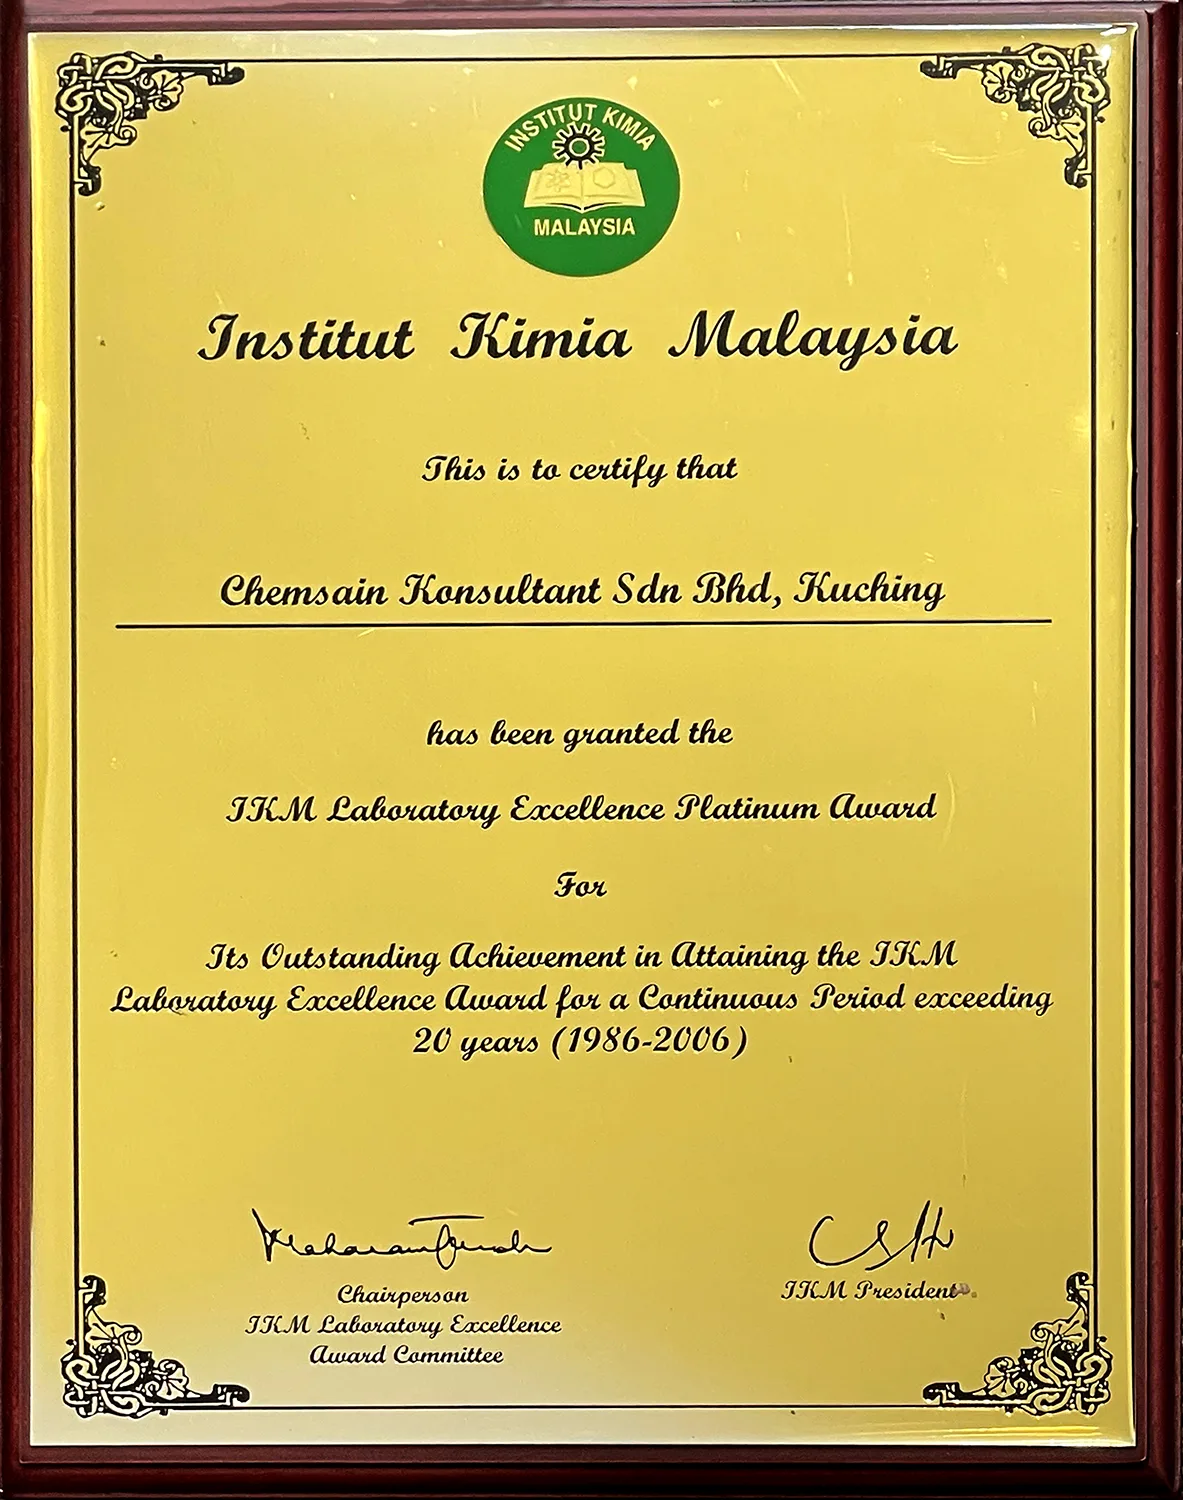 INSTITUT KIMIA
MALAYSIA
Institut Kimia Malaysia
This is to certify that
Chemsain Konsultant Sdn Bhd, Kuching
has been granted the
IKM Laboratory Excellence Platinum Award
For
Its Outstanding Achievement in Attaining the IKM
Laboratory Excellence Award for a Continuous Period exceeding
20 years (1986-2006)
Chairperson
IKM Laboratory Excellence
Award Committee
IKM President